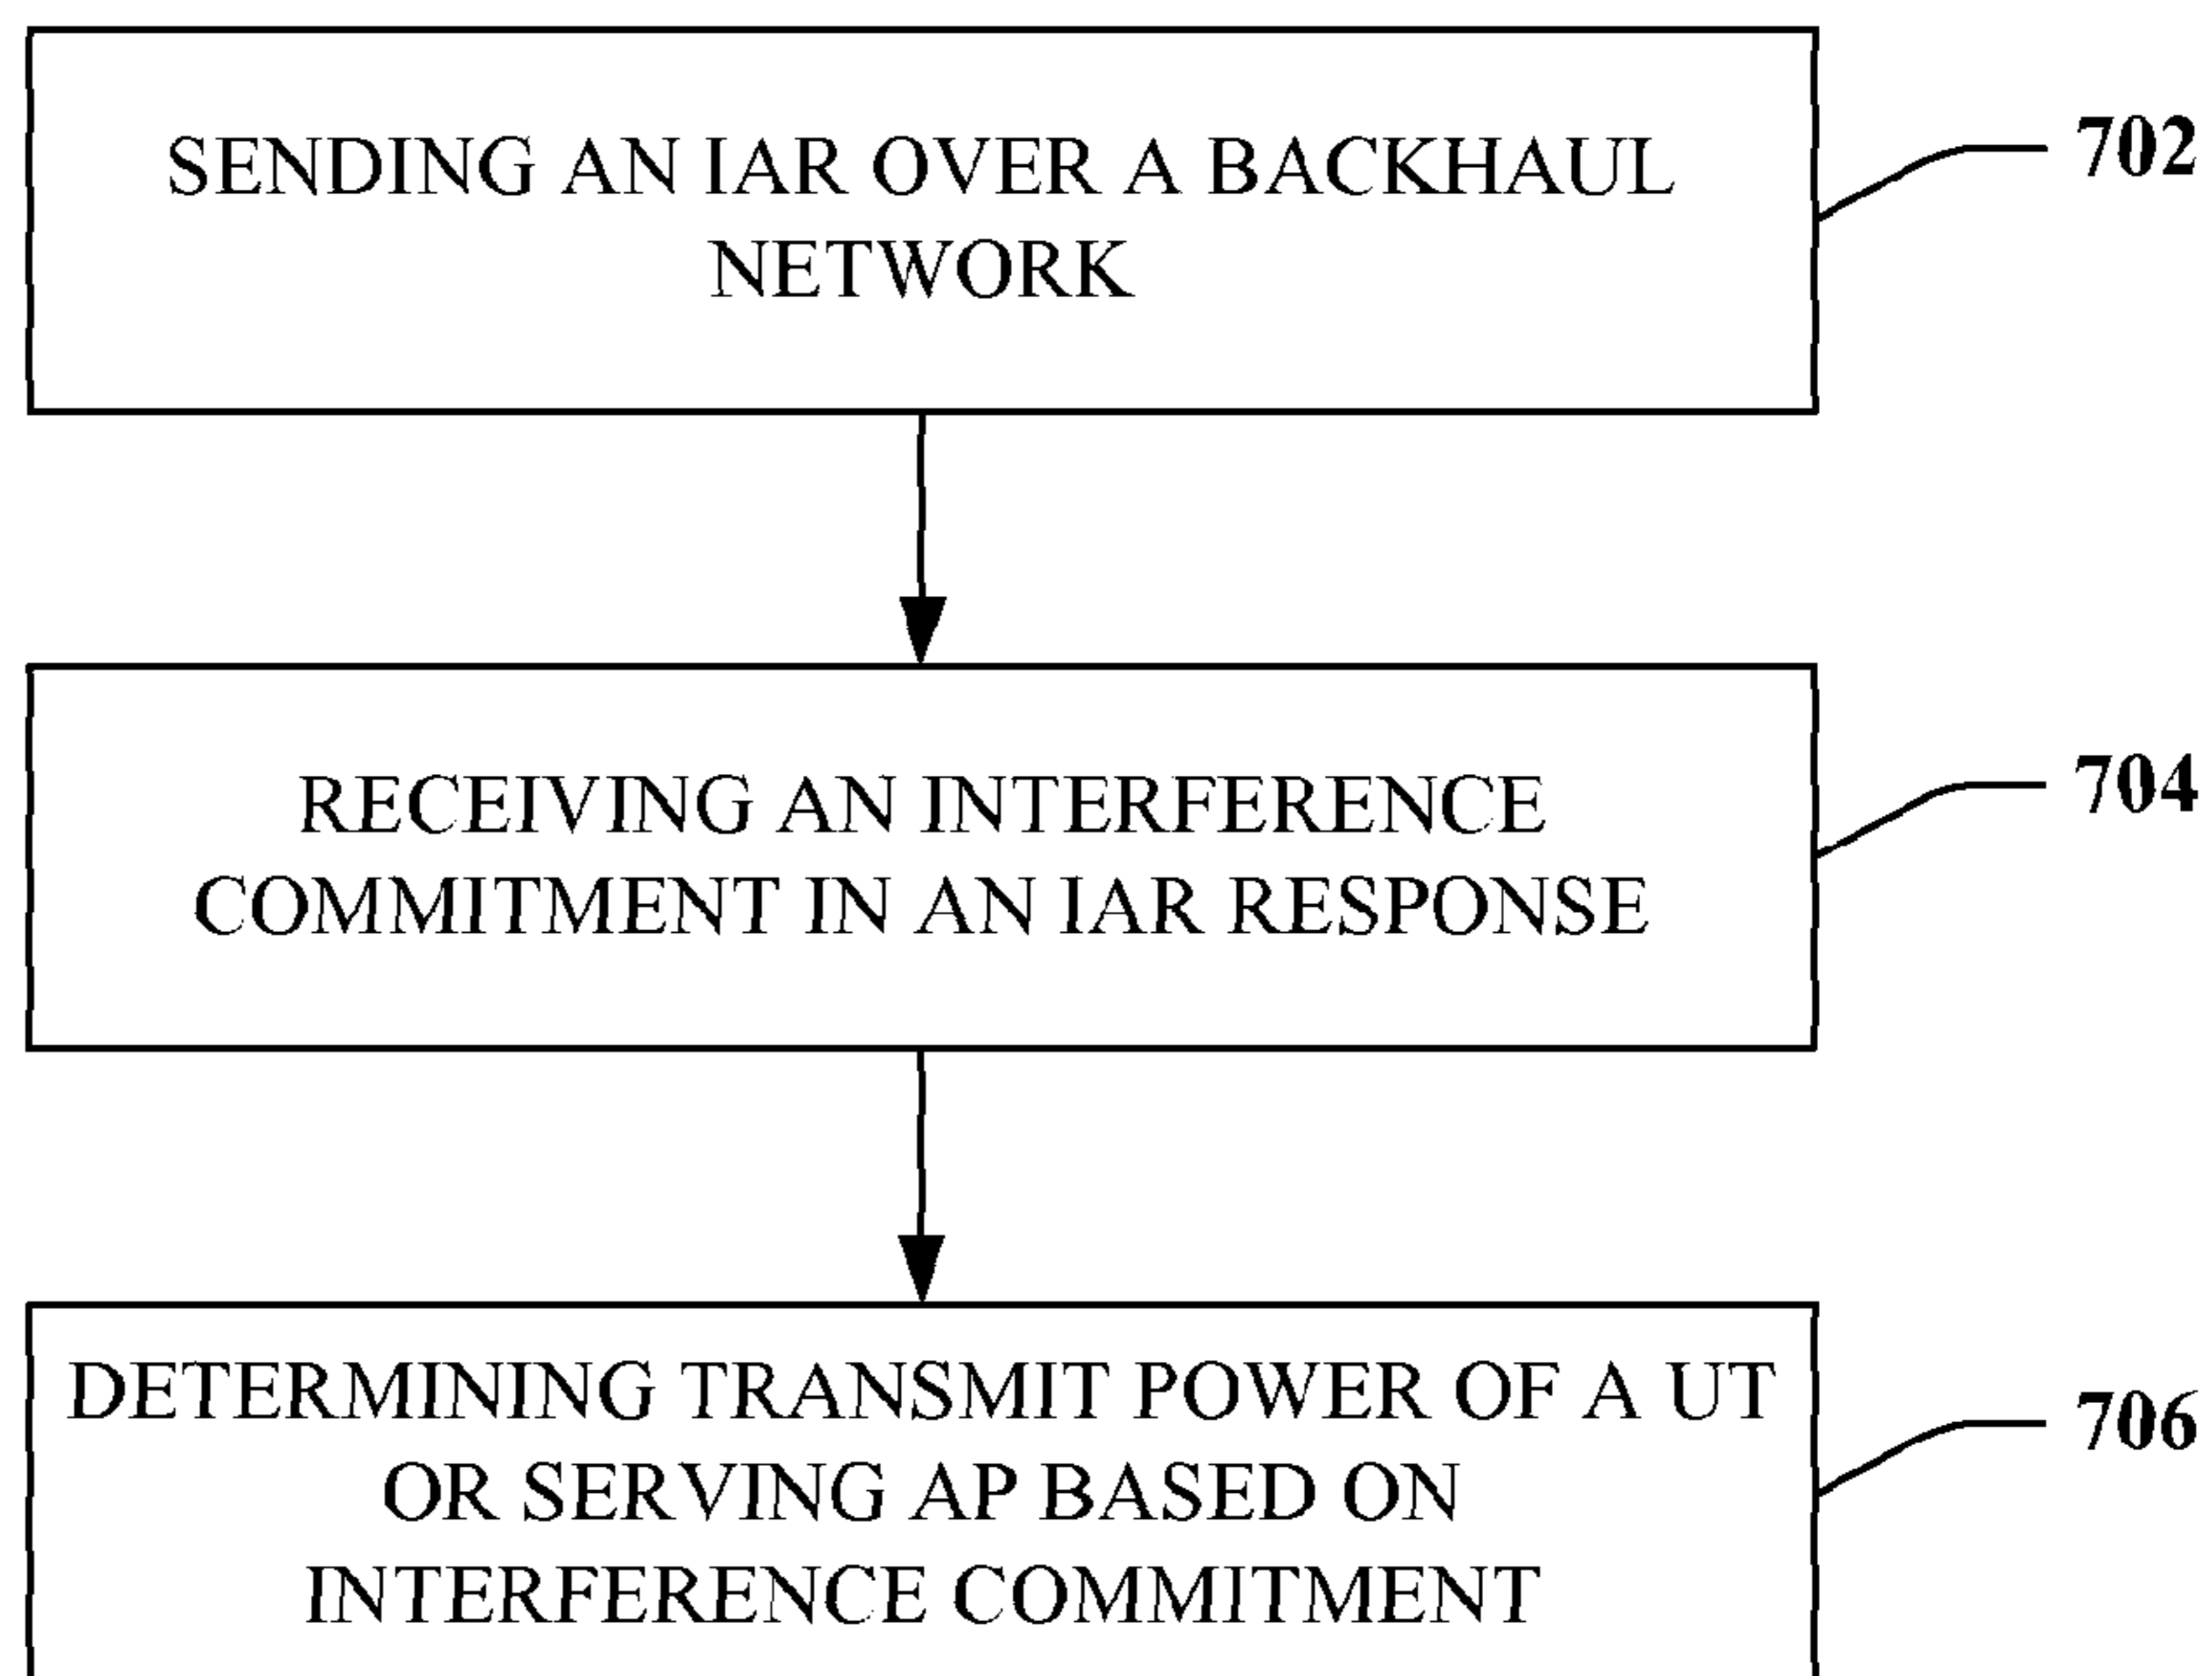 SENDING AN IAR OVER A BACKHAUL
NETWORK
702
RECEIVING AN INTERFERENCE
COMMITMENT IN AN IAR RESPONSE
704
DETERMINING TRANSMIT POWER OF A UT
OR SERVING AP BASED ON
INTERFERENCE COMMITMENT
706